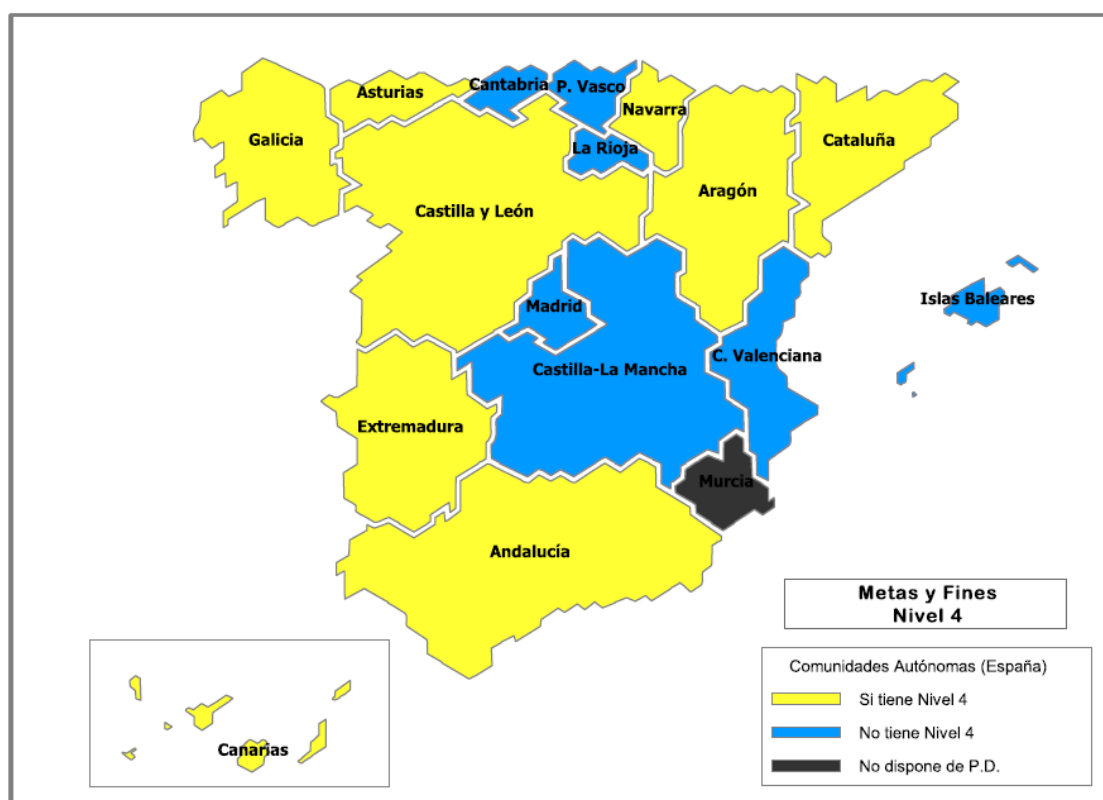 Cantabria
P. Vasco
Asturias
Navarra
Galicia
La Rioja
Cataluña
Aragón
Castilla y León
Islas Baleares
Madrid
C. Valenciana
Castilla-La Mancha
Extremadura
Murcia
Andalucía
Canarias
Metas y Fines
Nivel 4
Comunidades Autónomas (España)
Si tiene Nivel 4
No tiene Nivel 4
No dispone de P.D.